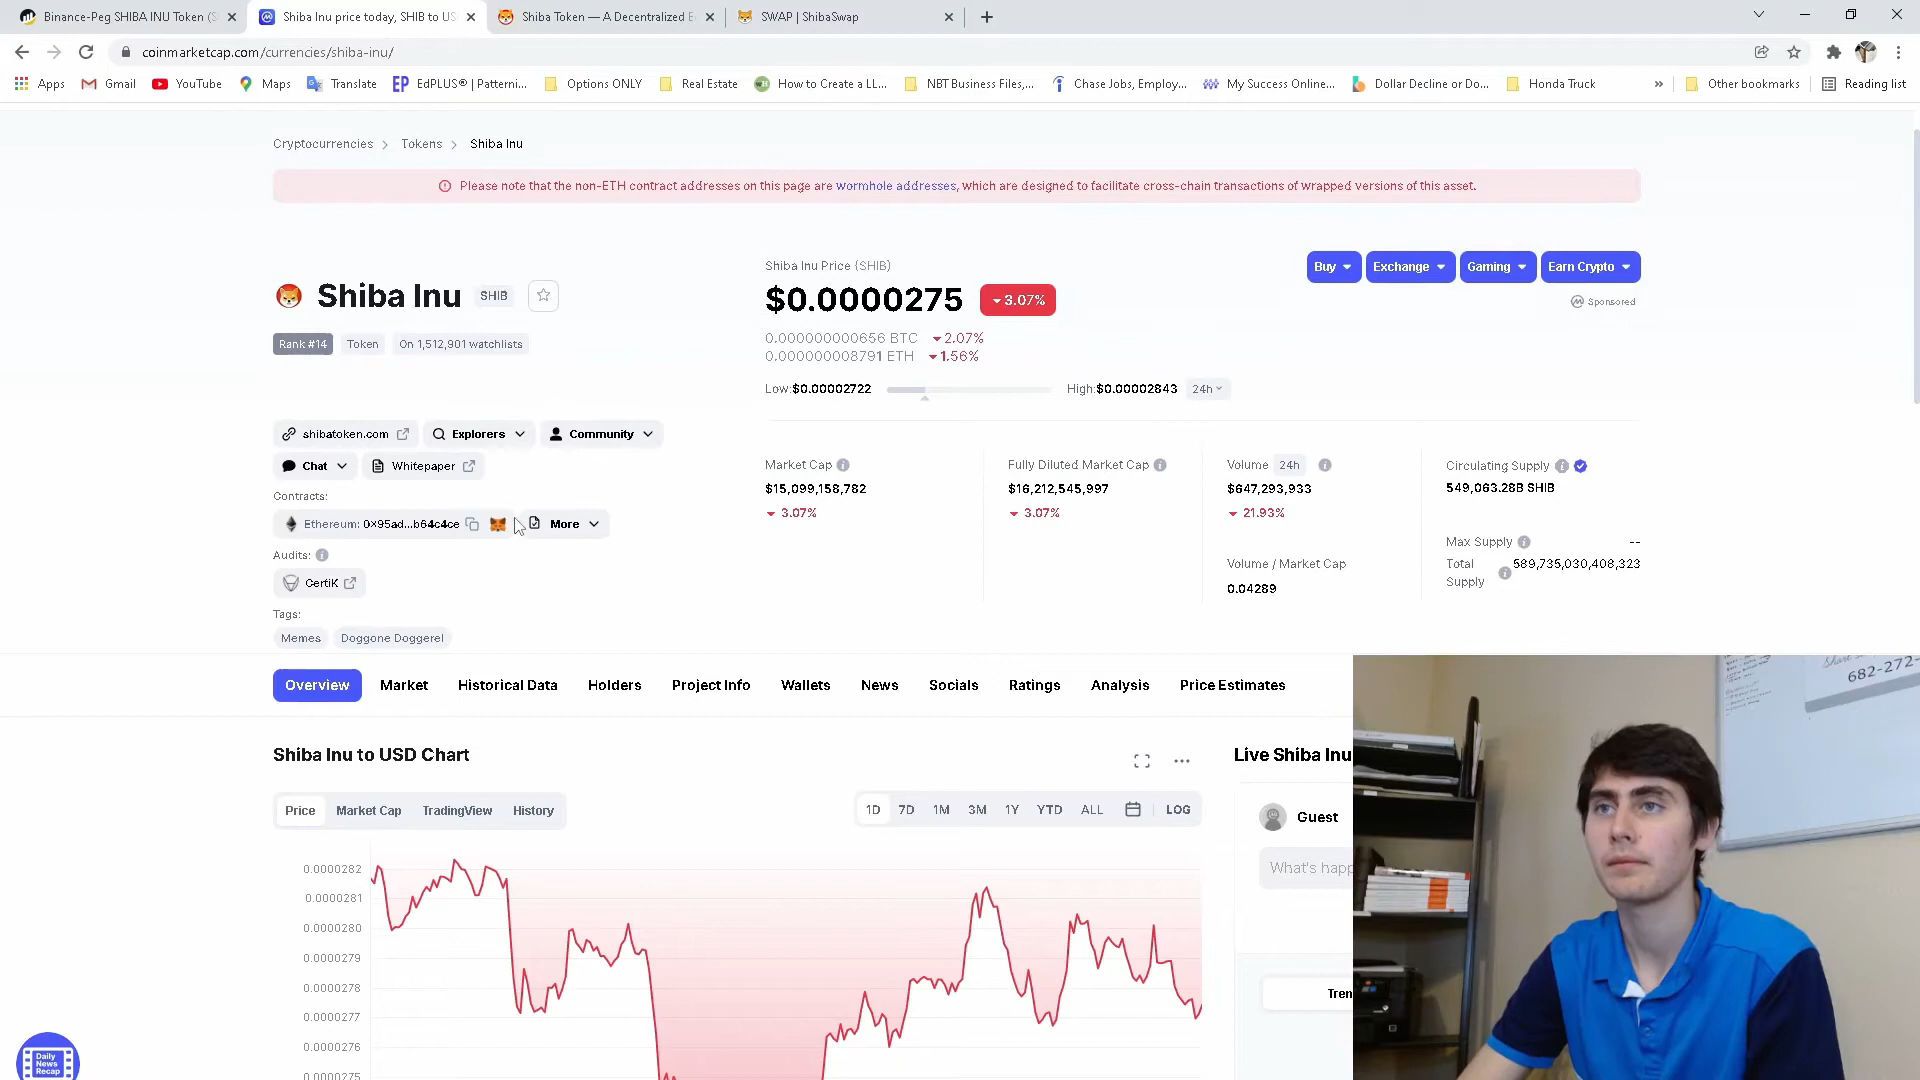 Binance-Peg SHIBA INU Token (S
Shiba Inu price today, SHIB to US
Shiba Token — A Decentralized E
SWAP | ShibaSwap
coinmarketcap.com/currencies/shiba-inu/
Apps
Gmail
YouTube
Maps
Translate
EdPLUS® | Patterni...
Options ONLY
Real Estate
How to Create a LL...
NBT Business Files,...
Chase Jobs, Employ...
My Success Online...
Dollar Decline or Do...
Honda Truck
»
Other bookmarks
Reading list
Cryptocurrencies > Tokens > Shiba Inu
Please note that the non-ETH contract addresses on this page are wormhole addresses, which are designed to facilitate cross-chain transactions of wrapped versions of this asset.
Shiba Inu SHIB
Rank #14
Token
On 1,512,901 watchlists
Shiba Inu Price (SHIB)
$0.0000275 3.07%
0.000000000656 BTC 2.07%
0.000000008791 ETH 1.56%
Low:$0.00002722 High:$0.00002843 24h
Buy
Exchange
Gaming
Earn Crypto
Sponsored
shibatoken.com
Explorers
Community
Chat
Whitepaper
Contracts:
Ethereum: 0x95ad...b64c4ce
More
Audits:
CertiK
Tags:
Memes
Doggone Doggerel
Market Cap
$15,099,158,782
3.07%
Fully Diluted Market Cap
$16,212,545,997
3.07%
Volume 24h
$647,293,933
21.93%
Volume / Market Cap
0.04289
Circulating Supply
549,063.28B SHIB
Max Supply --
Total Supply 589,735,030,408,323
Overview
Market
Historical Data
Holders
Project Info
Wallets
News
Socials
Ratings
Analysis
Price Estimates
Shiba Inu to USD Chart
Price
Market Cap
TradingView
History
1D
7D
1M
3M
1Y
YTD
ALL
LOG
0.0000282
0.0000281
0.0000280
0.0000279
0.0000278
0.0000277
0.0000276
0.0000275
Live Shiba Inu
Guest
What's happ
Tren
Daily
News
Recap
682-272-